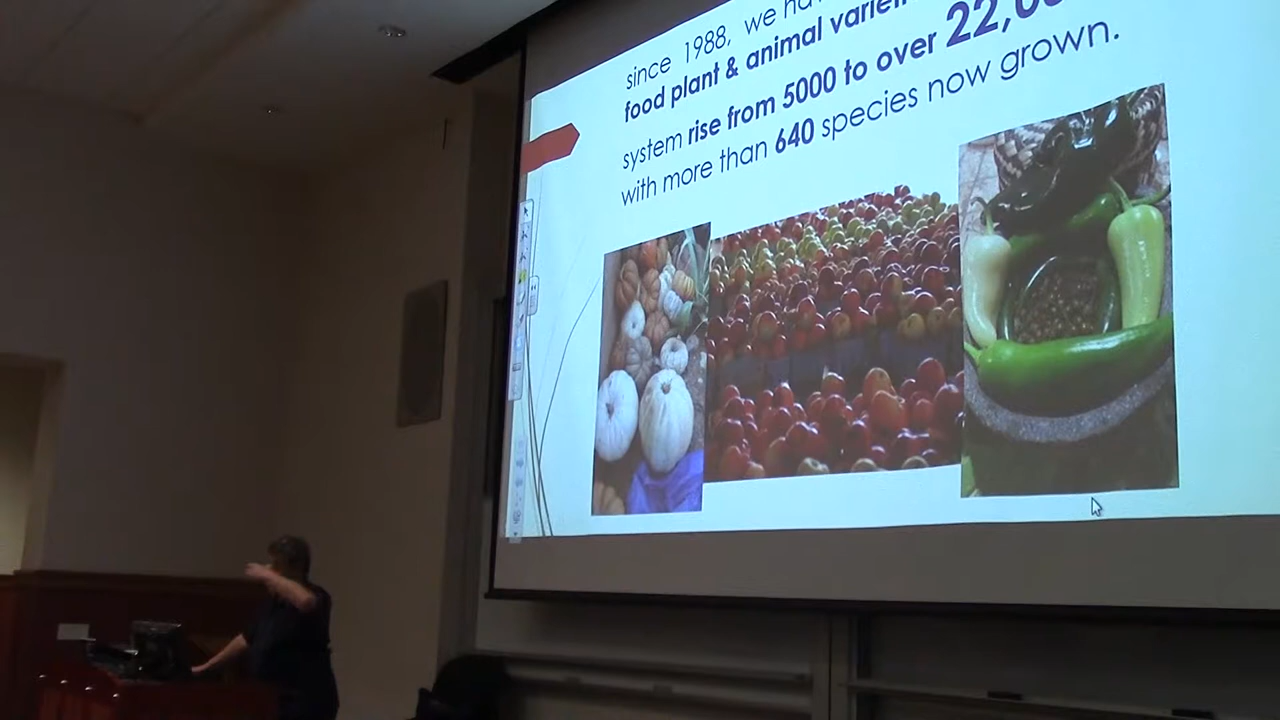 since 1988, we
food plant & animal
system rise from 5000 to over
with more than 640 species now grown.